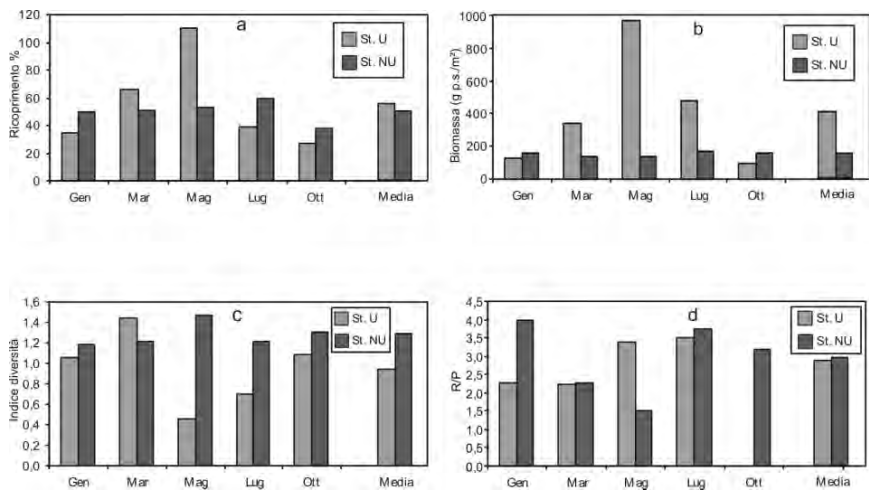 a
Ricoprimento %
120
100
80
60
40
20
0
St. U
St. NU
Gen Mar Mag Lug Ott Media
b
Biomassa (g p.s./m²)
1000
800
600
400
200
0
St. U
St. NU
Gen Mar Mag Lug Ott Media
c
Indice diversità
1,6
1,4
1,2
1,0
0,8
0,6
0,4
0,2
0,0
St. U
St. NU
Gen Mar Mag Lug Ott Media
d
R/P
4,5
4,0
3,5
3,0
2,5
2,0
1,5
1,0
0,5
0,0
St. U
St. NU
Gen Mar Mag Lug Ott Media